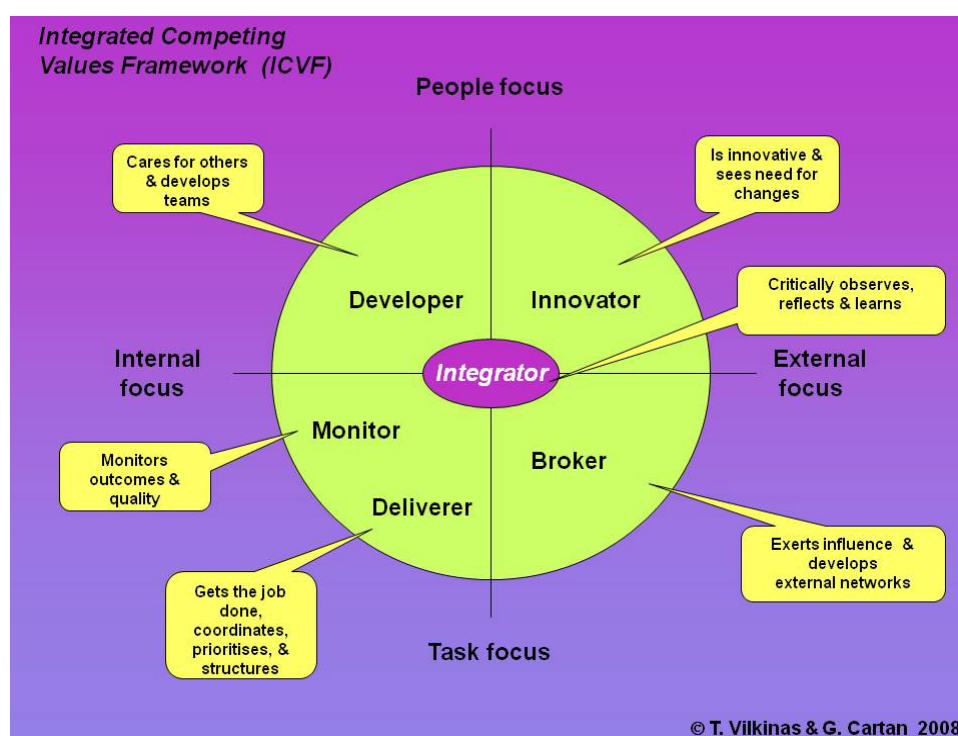 Integrated Competing
Values Framework (ICVF)
People focus
Cares for others
& develops
teams
Is innovative &
sees need for
changes
Developer
Innovator
Critically observes,
reflects & learns
Internal
focus
Integrator
External
focus
Monitor
Broker
Monitors
outcomes &
quality
Deliverer
Exerts influence &
develops
external networks
Gets the job
done,
coordinates,
prioritises, &
structures
Task focus
© T. Vilkinas & G. Cartan 2008